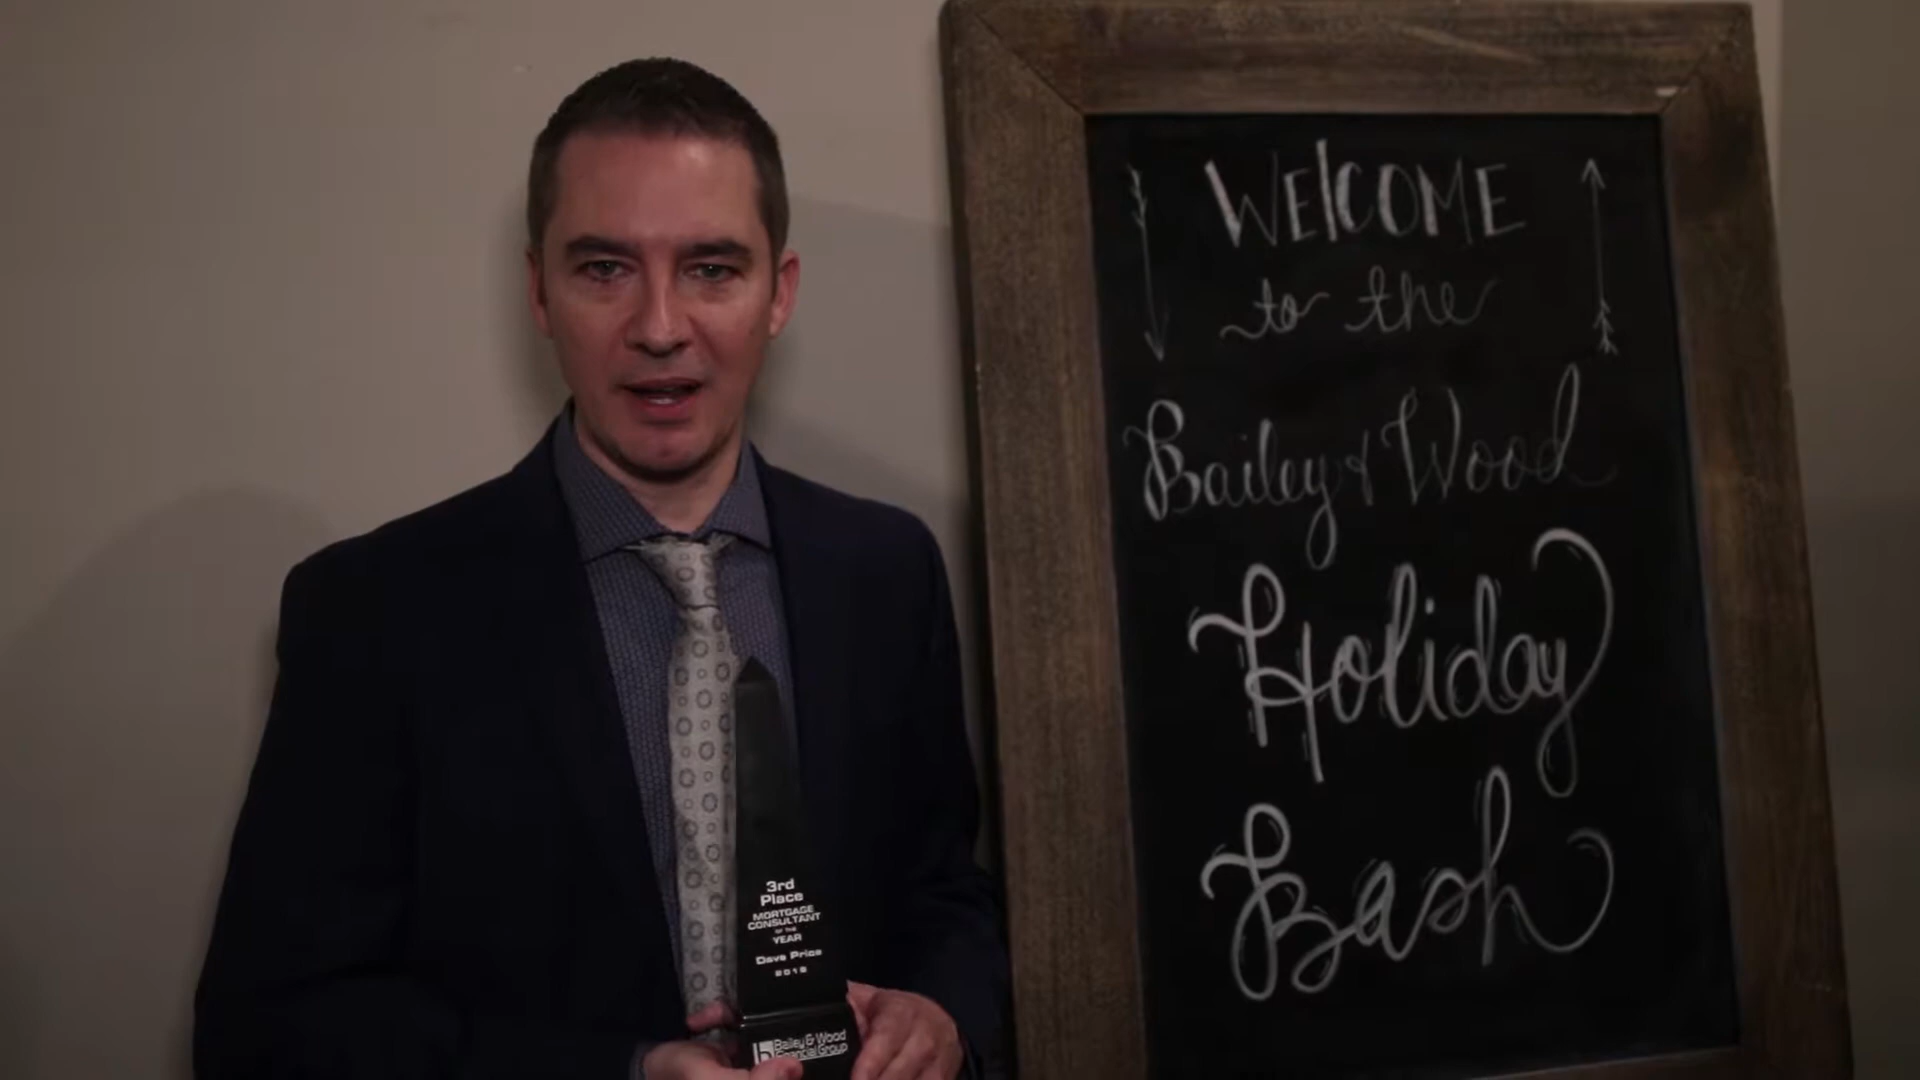 WELCOME
to the
Bailey & Wood
Holiday
Bash
3rd
Place
MORTGAGE
CONSULTANT
OF THE
YEAR
Dave Price
Bailey & Wood
Financial Group